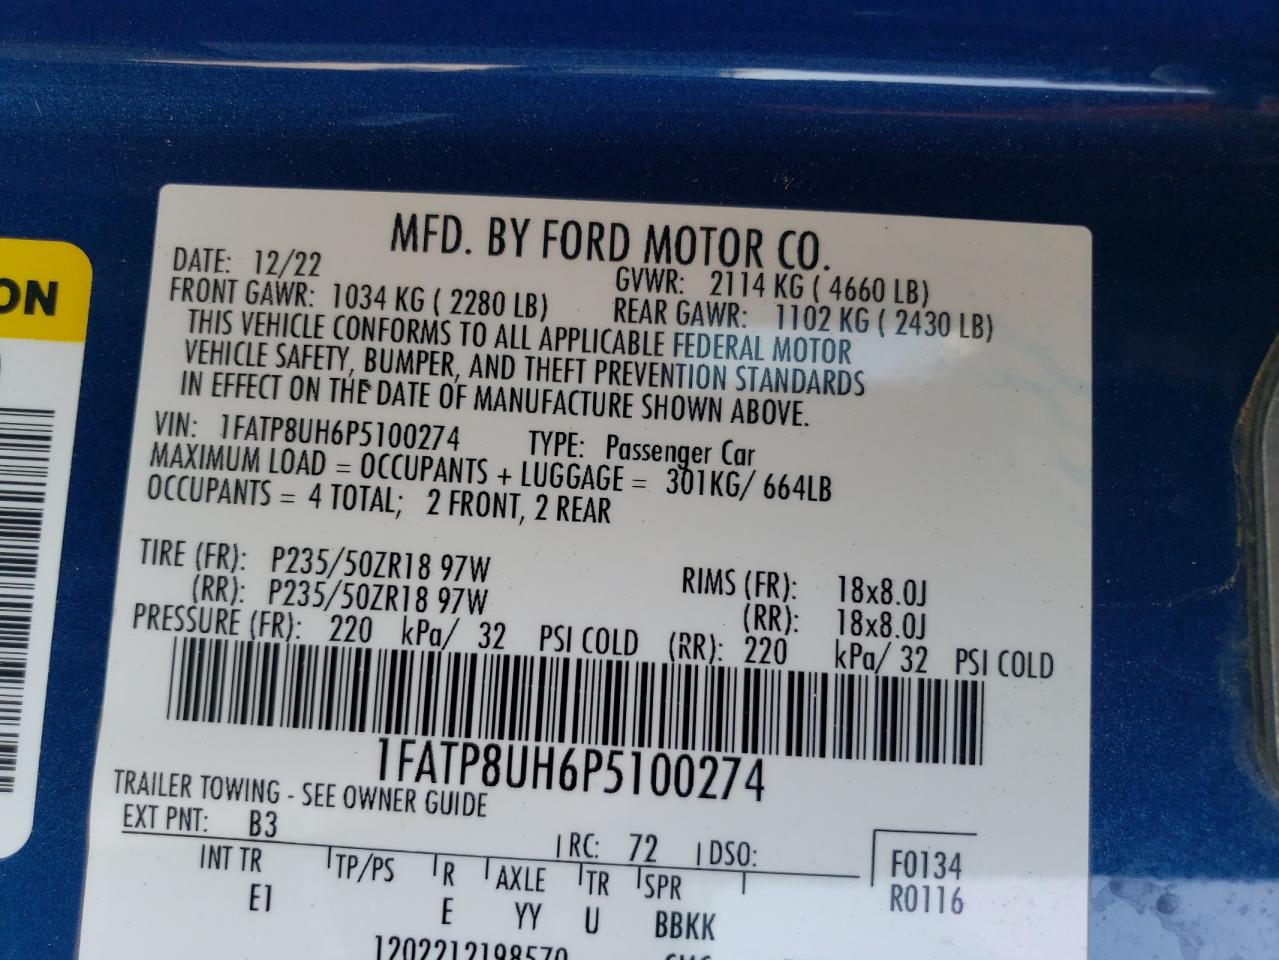 ON
MFD. BY FORD MOTOR CO.
DATE: 12/22 GVWR: 2114 KG ( 4660 LB)
FRONT GAWR: 1034 KG ( 2280 LB) REAR GAWR: 1102 KG ( 2430 LB)
THIS VEHICLE CONFORMS TO ALL APPLICABLE FEDERAL MOTOR
VEHICLE SAFETY, BUMPER, AND THEFT PREVENTION STANDARDS
IN EFFECT ON THE DATE OF MANUFACTURE SHOWN ABOVE.
VIN: 1FATP8UH6P5100274 TYPE: Passenger Car
MAXIMUM LOAD = OCCUPANTS + LUGGAGE = 301KG/ 664LB
OCCUPANTS = 4 TOTAL; 2 FRONT, 2 REAR
TIRE (FR): P235/50ZR18 97W RIMS (FR): 18x8.0J
(RR): P235/50ZR18 97W (RR): 18x8.0J
PRESSURE (FR): 220 kPa/ 32 PSI COLD (RR): 220 kPa/ 32 PSI COLD
1FATP8UH6P5100274
TRAILER TOWING - SEE OWNER GUIDE
EXT PNT: B3 RC: 72 DSO: F0134
INT TR TP/PS R AXLE TR SPR R0116
E1 E YY U BBKK
1202212198570